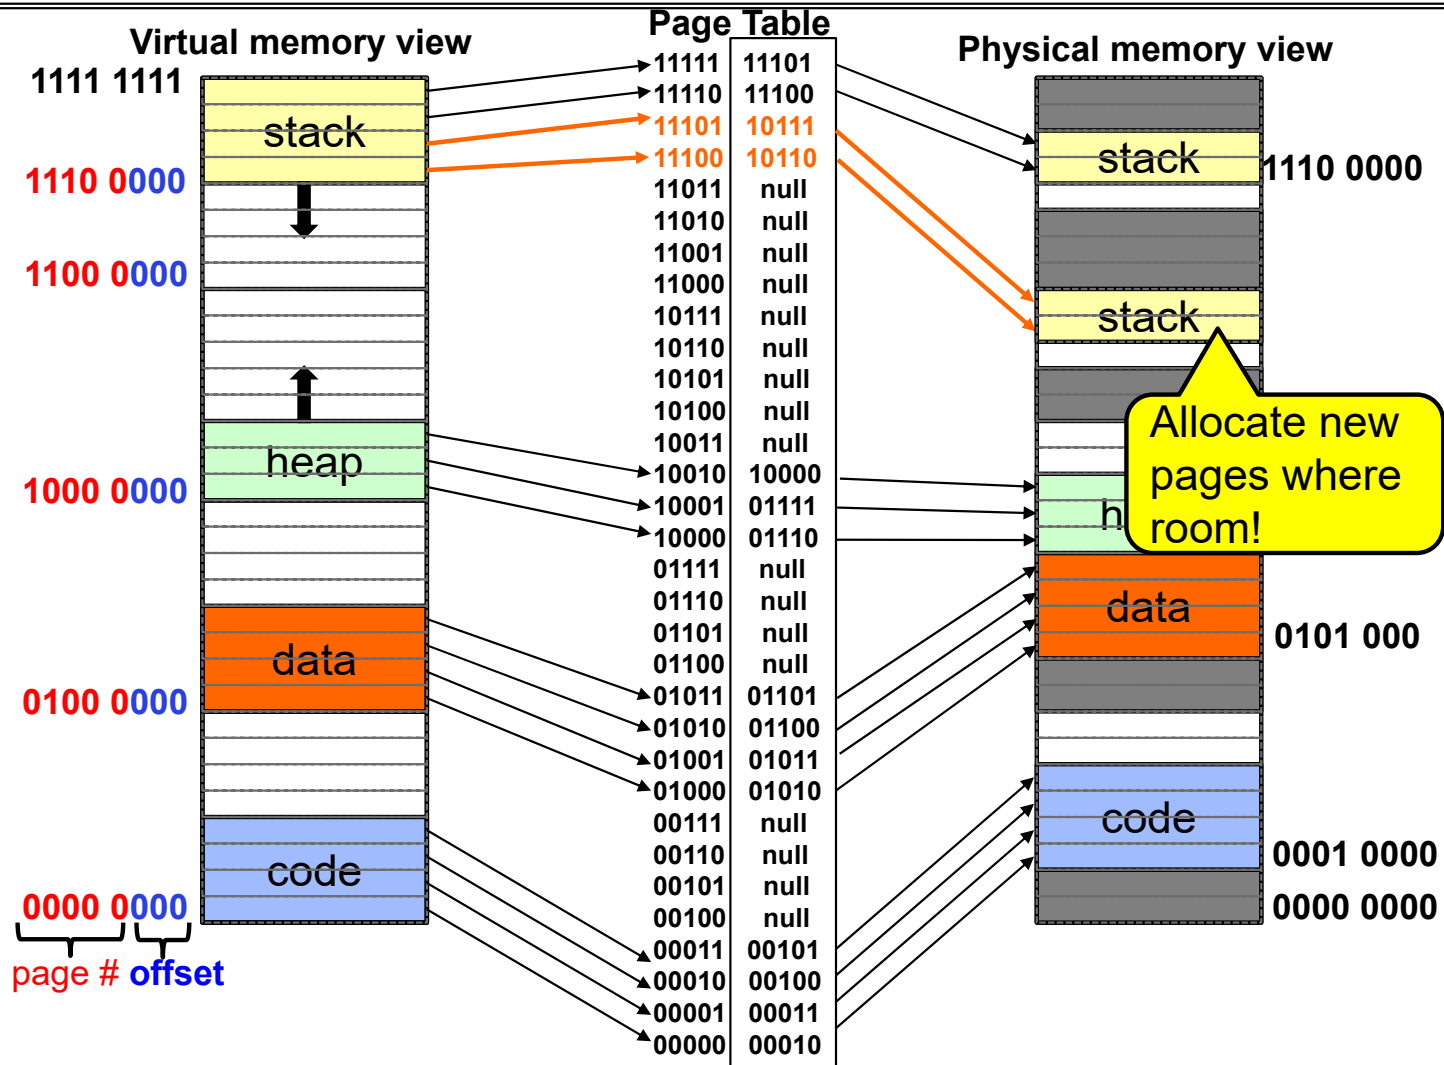 Page Table
Virtual memory view
Physical memory view
1111 1111
stack
1110 0000
1100 0000
heap
1000 0000
data
0100 0000
code
0000 0000
page # offset
11111 11101
11110 11100
11101 10111
11100 10110
11011 null
11010 null
11001 null
11000 null
10111 null
10110 null
10101 null
10100 null
10011 null
10010 10000
10001 01111
10000 01110
01111 null
01110 null
01101 null
01100 null
01011 01101
01010 01100
01001 01011
01000 01010
00111 null
00110 null
00101 null
00100 null
00011 00101
00010 00100
00001 00011
00000 00010
stack
1110 0000
stack
Allocate new
pages where
room!
h
data
0101 000
code
0001 0000
0000 0000